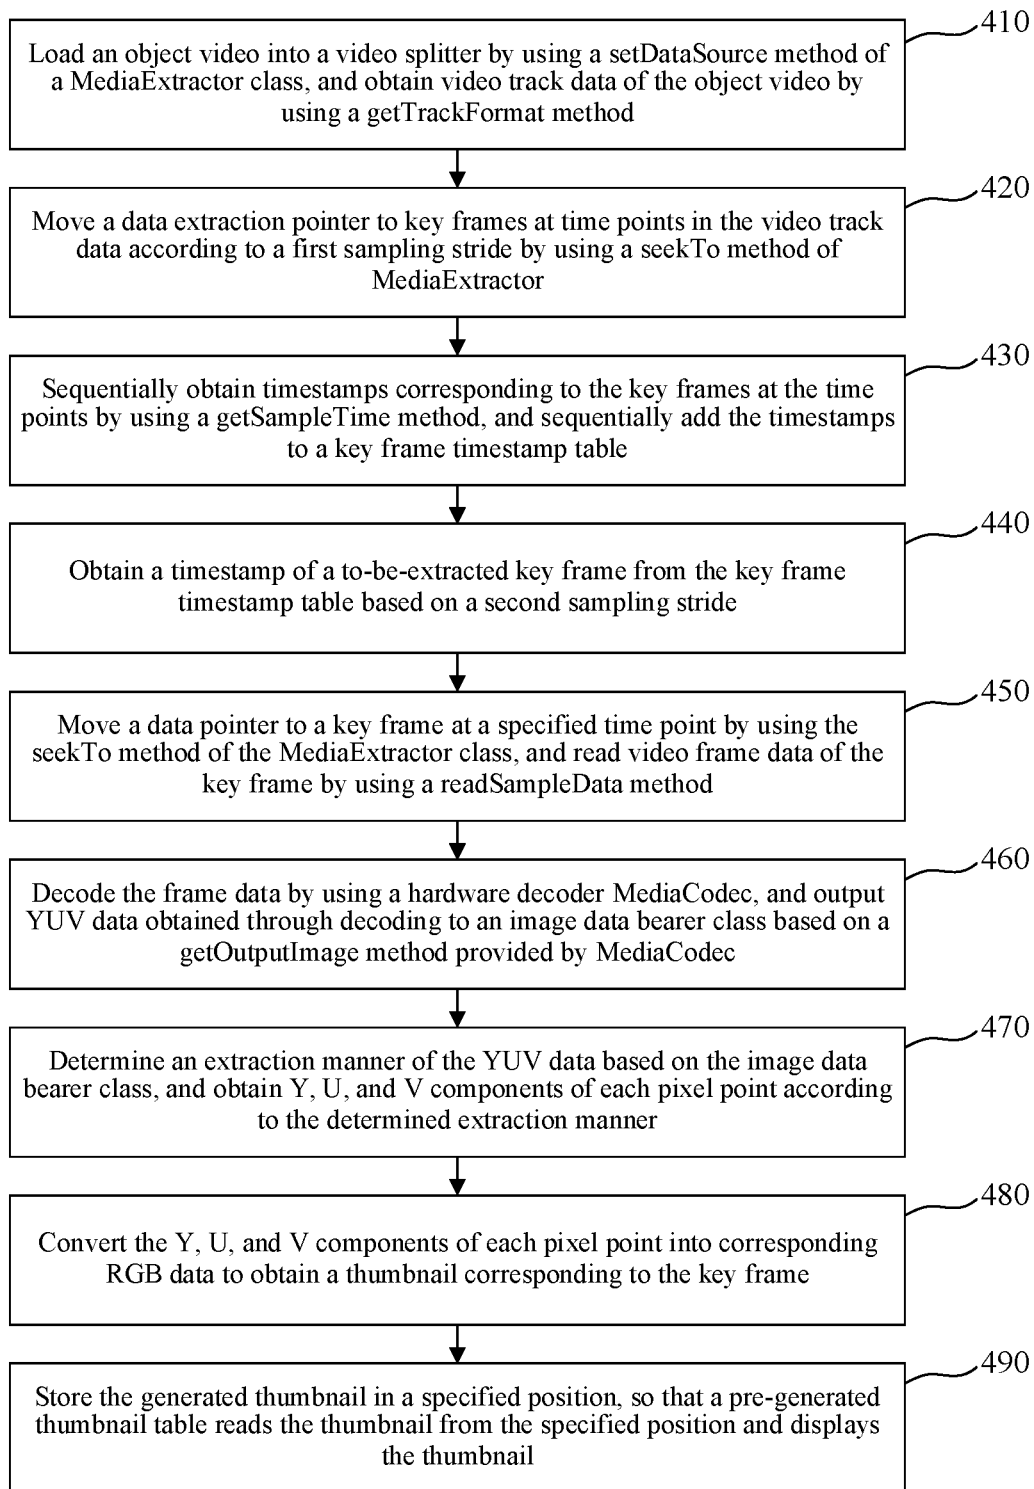 410
Load an object video into a video splitter by using a setDataSource method of
a MediaExtractor class, and obtain video track data of the object video by
using a getTrackFormat method
420
Move a data extraction pointer to key frames at time points in the video track
data according to a first sampling stride by using a seekTo method of
MediaExtractor
430
Sequentially obtain timestamps corresponding to the key frames at the time
points by using a getSampleTime method, and sequentially add the timestamps
to a key frame timestamp table
440
Obtain a timestamp of a to-be-extracted key frame from the key frame
timestamp table based on a second sampling stride
450
Move a data pointer to a key frame at a specified time point by using the
seekTo method of the MediaExtractor class, and read video frame data of the
key frame by using a readSampleData method
460
Decode the frame data by using a hardware decoder MediaCodec, and output
YUV data obtained through decoding to an image data bearer class based on a
getOutputImage method provided by MediaCodec
470
Determine an extraction manner of the YUV data based on the image data
bearer class, and obtain Y, U, and V components of each pixel point according
to the determined extraction manner
480
Convert the Y, U, and V components of each pixel point into corresponding
RGB data to obtain a thumbnail corresponding to the key frame
490
Store the generated thumbnail in a specified position, so that a pre-generated
thumbnail table reads the thumbnail from the specified position and displays
the thumbnail